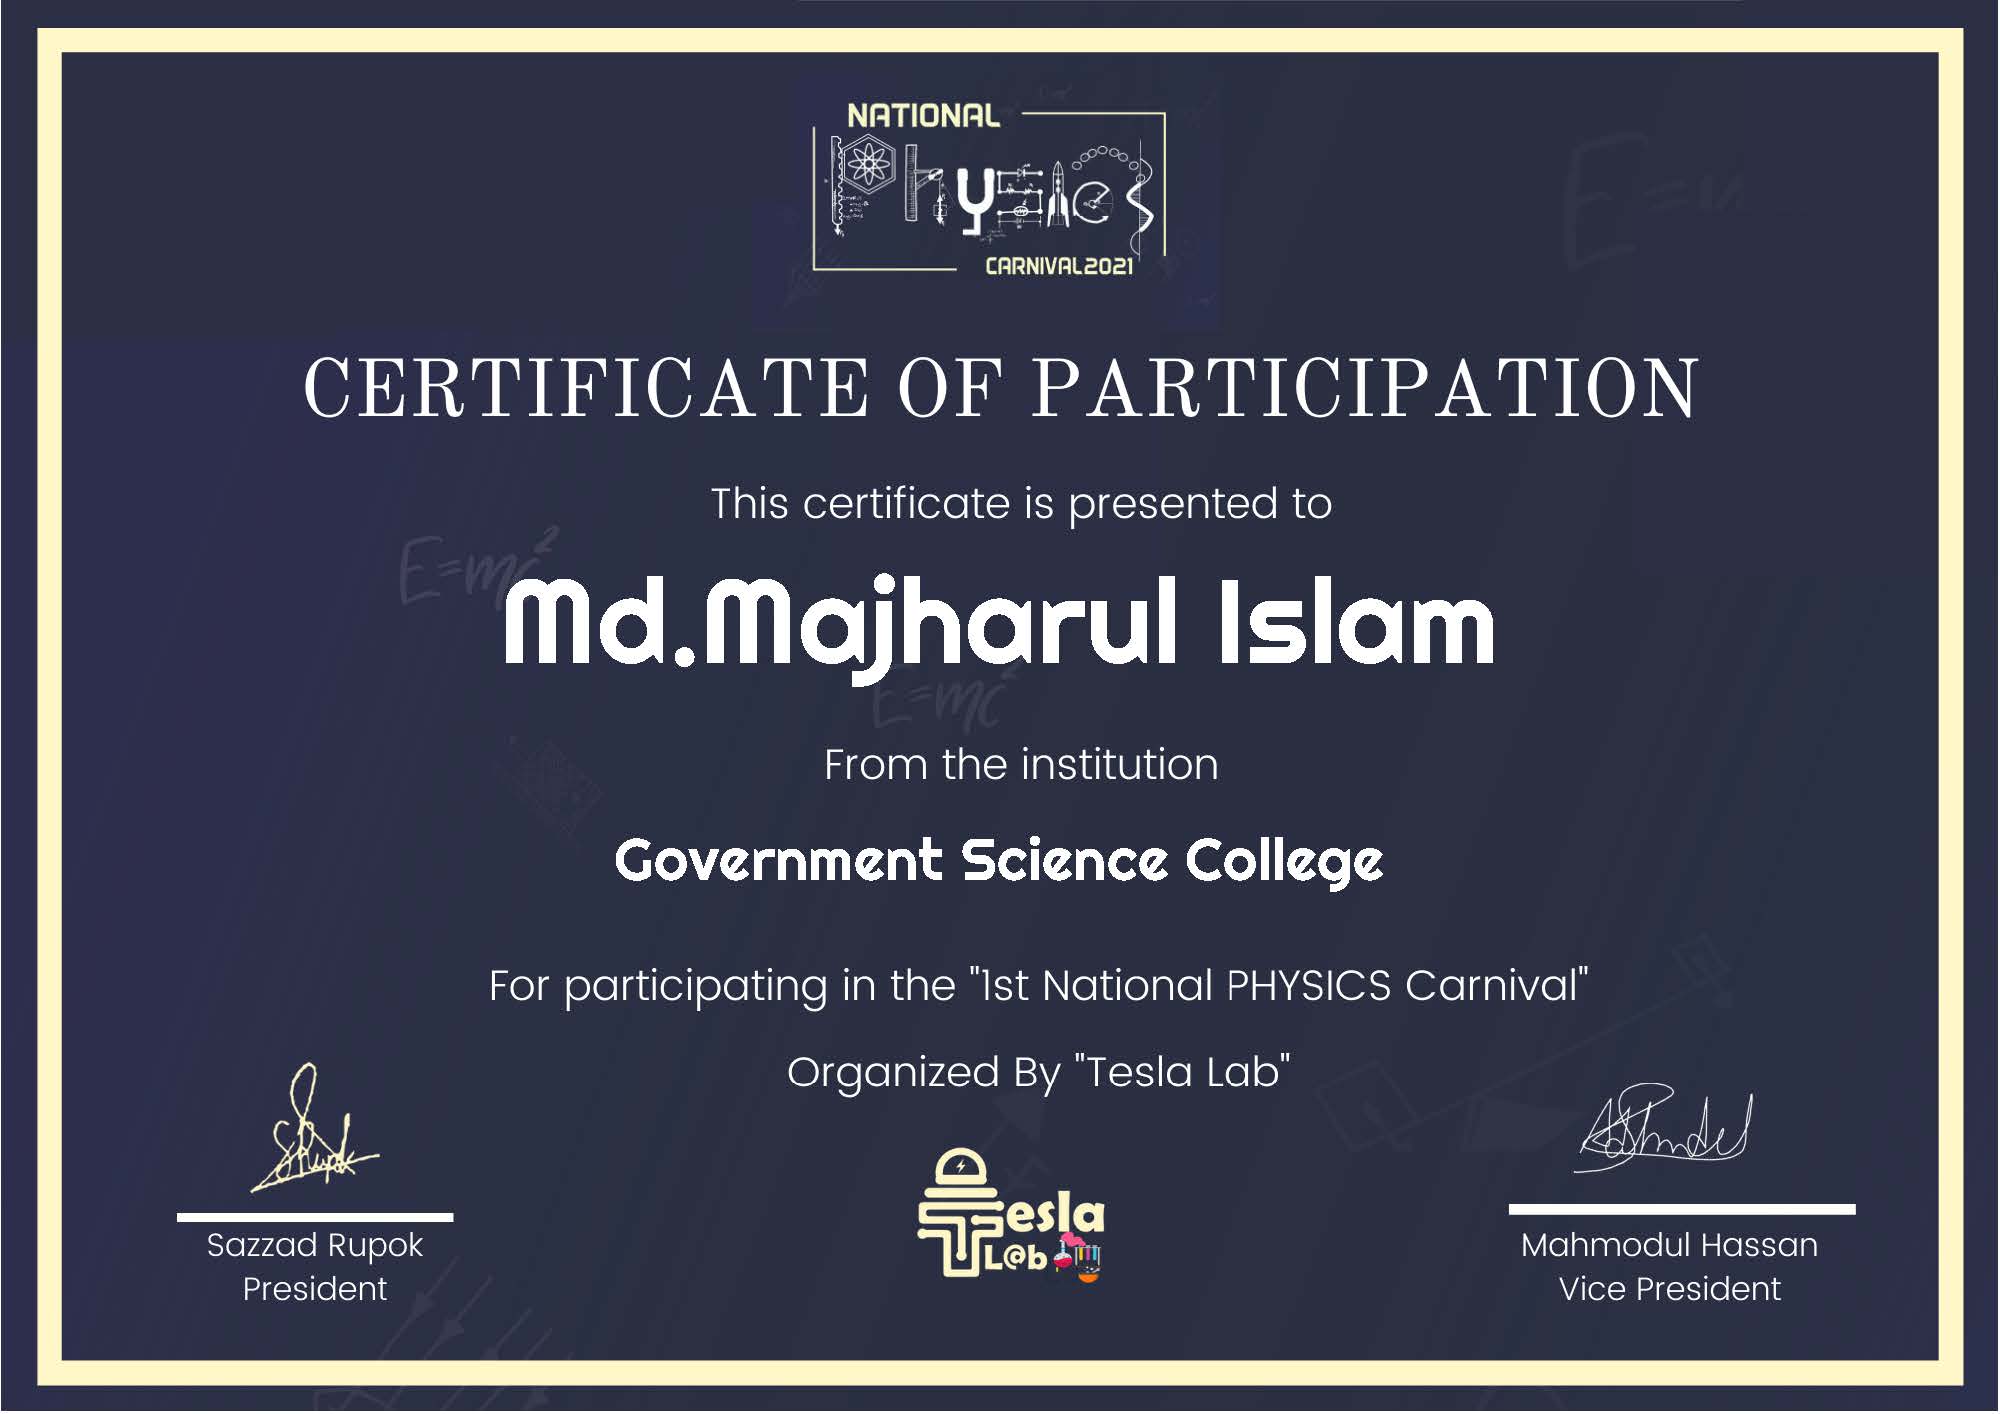 NATIONAL
Physics
CARNIVAL2021
CERTIFICATE OF PARTICIPATION
This certificate is presented to
E=mc²
Md.Majharul Islam
E=mc²
From the institution
Government Science College
For participating in the "1st National PHYSICS Carnival"
Organized By "Tesla Lab"
Tesla
L@b
Sazzad Rupok
President
Mahmodul Hassan
Vice President